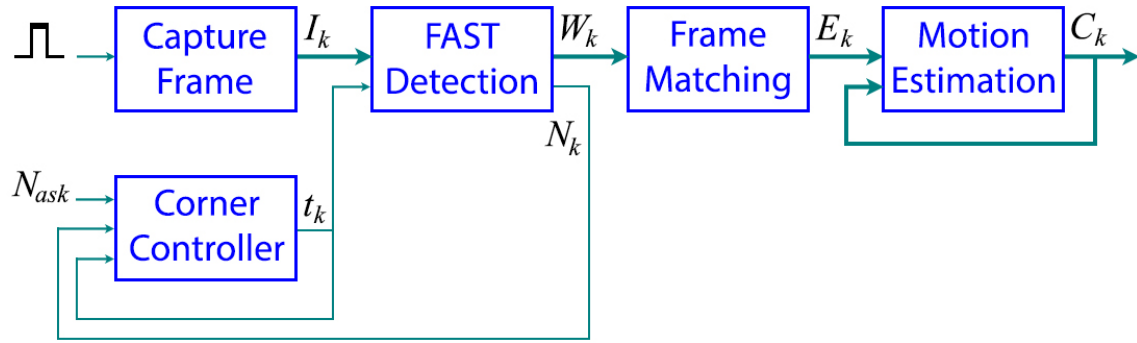 Capture
Frame
I_k
FAST
Detection
W_k
Frame
Matching
E_k
Motion
Estimation
C_k
N_k
N_ask
Corner
Controller
t_k